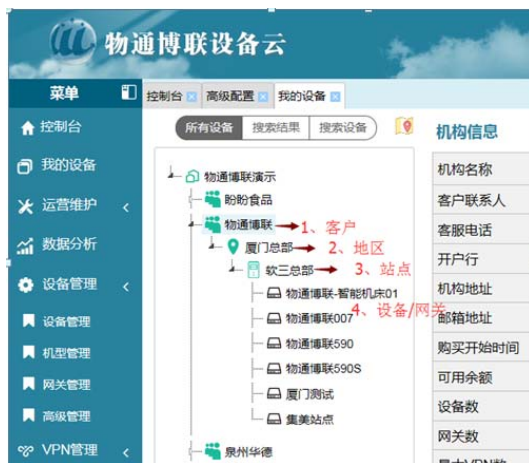 物通博联设备云
菜单
控制台
高级配置
我的设备
控制台
我的设备
运营维护
数据分析
设备管理
设备管理
机型管理
网关管理
高级管理
VPN管理
所有设备
搜索结果
搜索设备
物通博联演示
盼盼食品
物通博联
1、客户
厦门总部
2、地区
软三总部
3、站点
物通博联-智能机床01
4、设备/网关
物通博联007
物通博联590
物通博联590S
厦门测试
集美站点
泉州华德
机构信息
机构名称
客户联系人
客服电话
开户行
机构地址
邮箱地址
购买开始时间
可用余额
设备数
网关数
最大VPN数